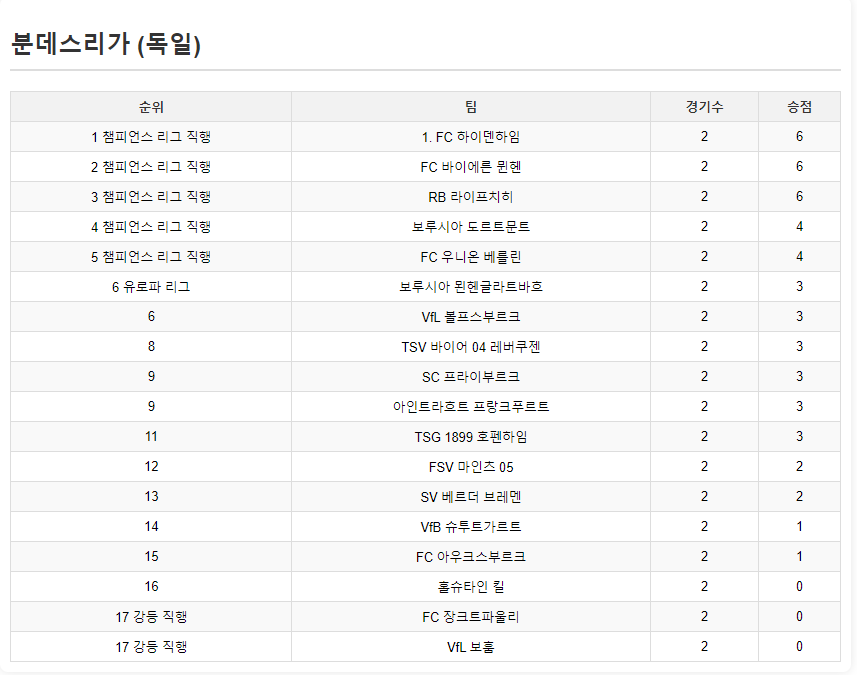 분데스리가 (독일)
순위 팀 경기수 승점
1 챔피언스 리그 직행 1. FC 하이덴하임 2 6
2 챔피언스 리그 직행 FC 바이에른 뮌헨 2 6
3 챔피언스 리그 직행 RB 라이프치히 2 6
4 챔피언스 리그 직행 보루시아 도르트문트 2 4
5 챔피언스 리그 직행 FC 우니온 베를린 2 4
6 유로파 리그 보루시아 묀헨글라트바흐 2 3
6 VfL 볼프스부르크 2 3
8 TSV 바이어 04 레버쿠젠 2 3
9 SC 프라이부르크 2 3
9 아인트라흐트 프랑크푸르트 2 3
11 TSG 1899 호펜하임 2 3
12 FSV 마인츠 05 2 2
13 SV 베르더 브레멘 2 2
14 VfB 슈투트가르트 2 1
15 FC 아우크스부르크 2 1
16 홀슈타인 킬 2 0
17 강등 직행 FC 장크트파울리 2 0
17 강등 직행 VfL 보훔 2 0